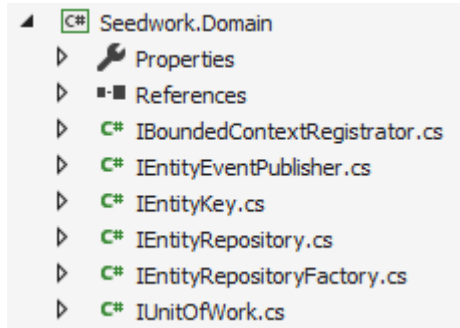 C# Seedwork.Domain
Properties
References
C# IBoundedContextRegistrator.cs
C# IEntityEventPublisher.cs
C# IEntityKey.cs
C# IEntityRepository.cs
C# IEntityRepositoryFactory.cs
C# IUnitOfWork.cs